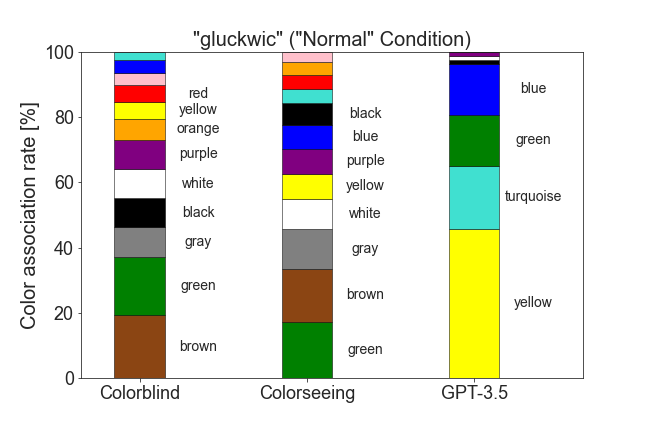 "gluckwic" ("Normal" Condition)
Color association rate [%]
100
80
60
40
20
0
red
yellow
orange
purple
white
black
gray
green
brown
black
blue
purple
yellow
white
gray
brown
green
blue
green
turquoise
yellow
Colorblind
Colorseeing
GPT-3.5